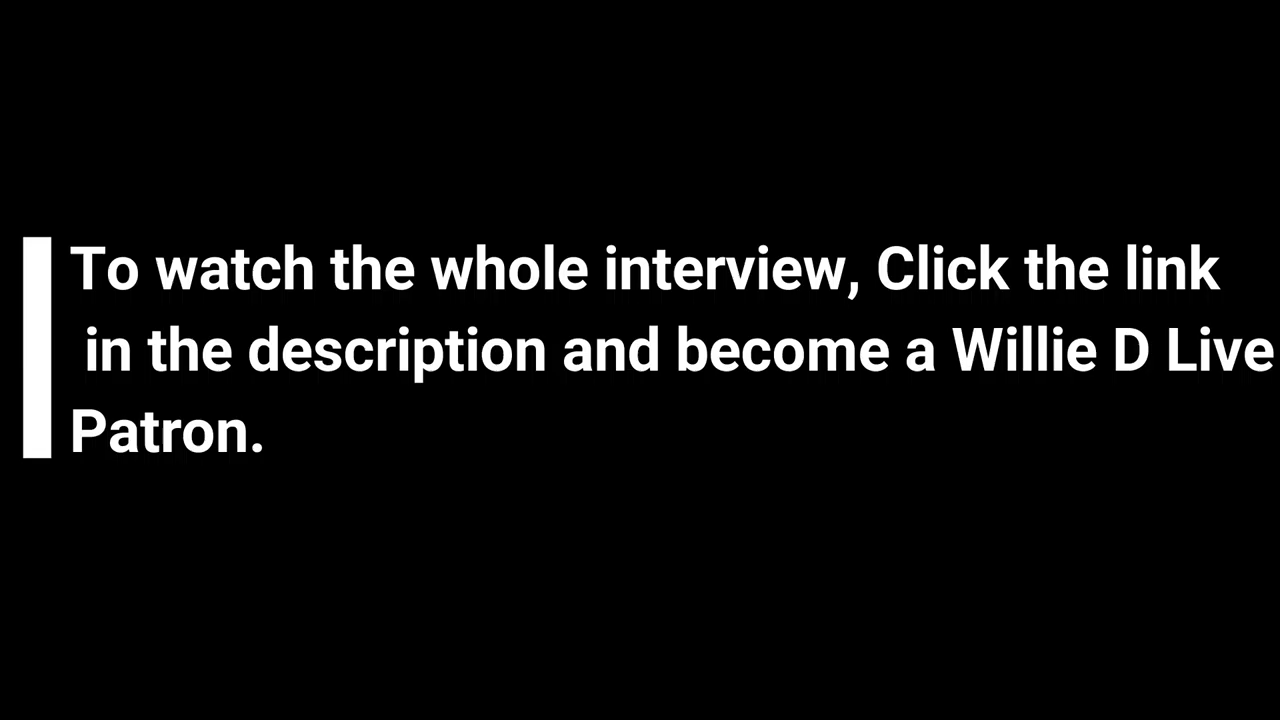 To watch the whole interview, Click the link
in the description and become a Willie D Live
Patron.